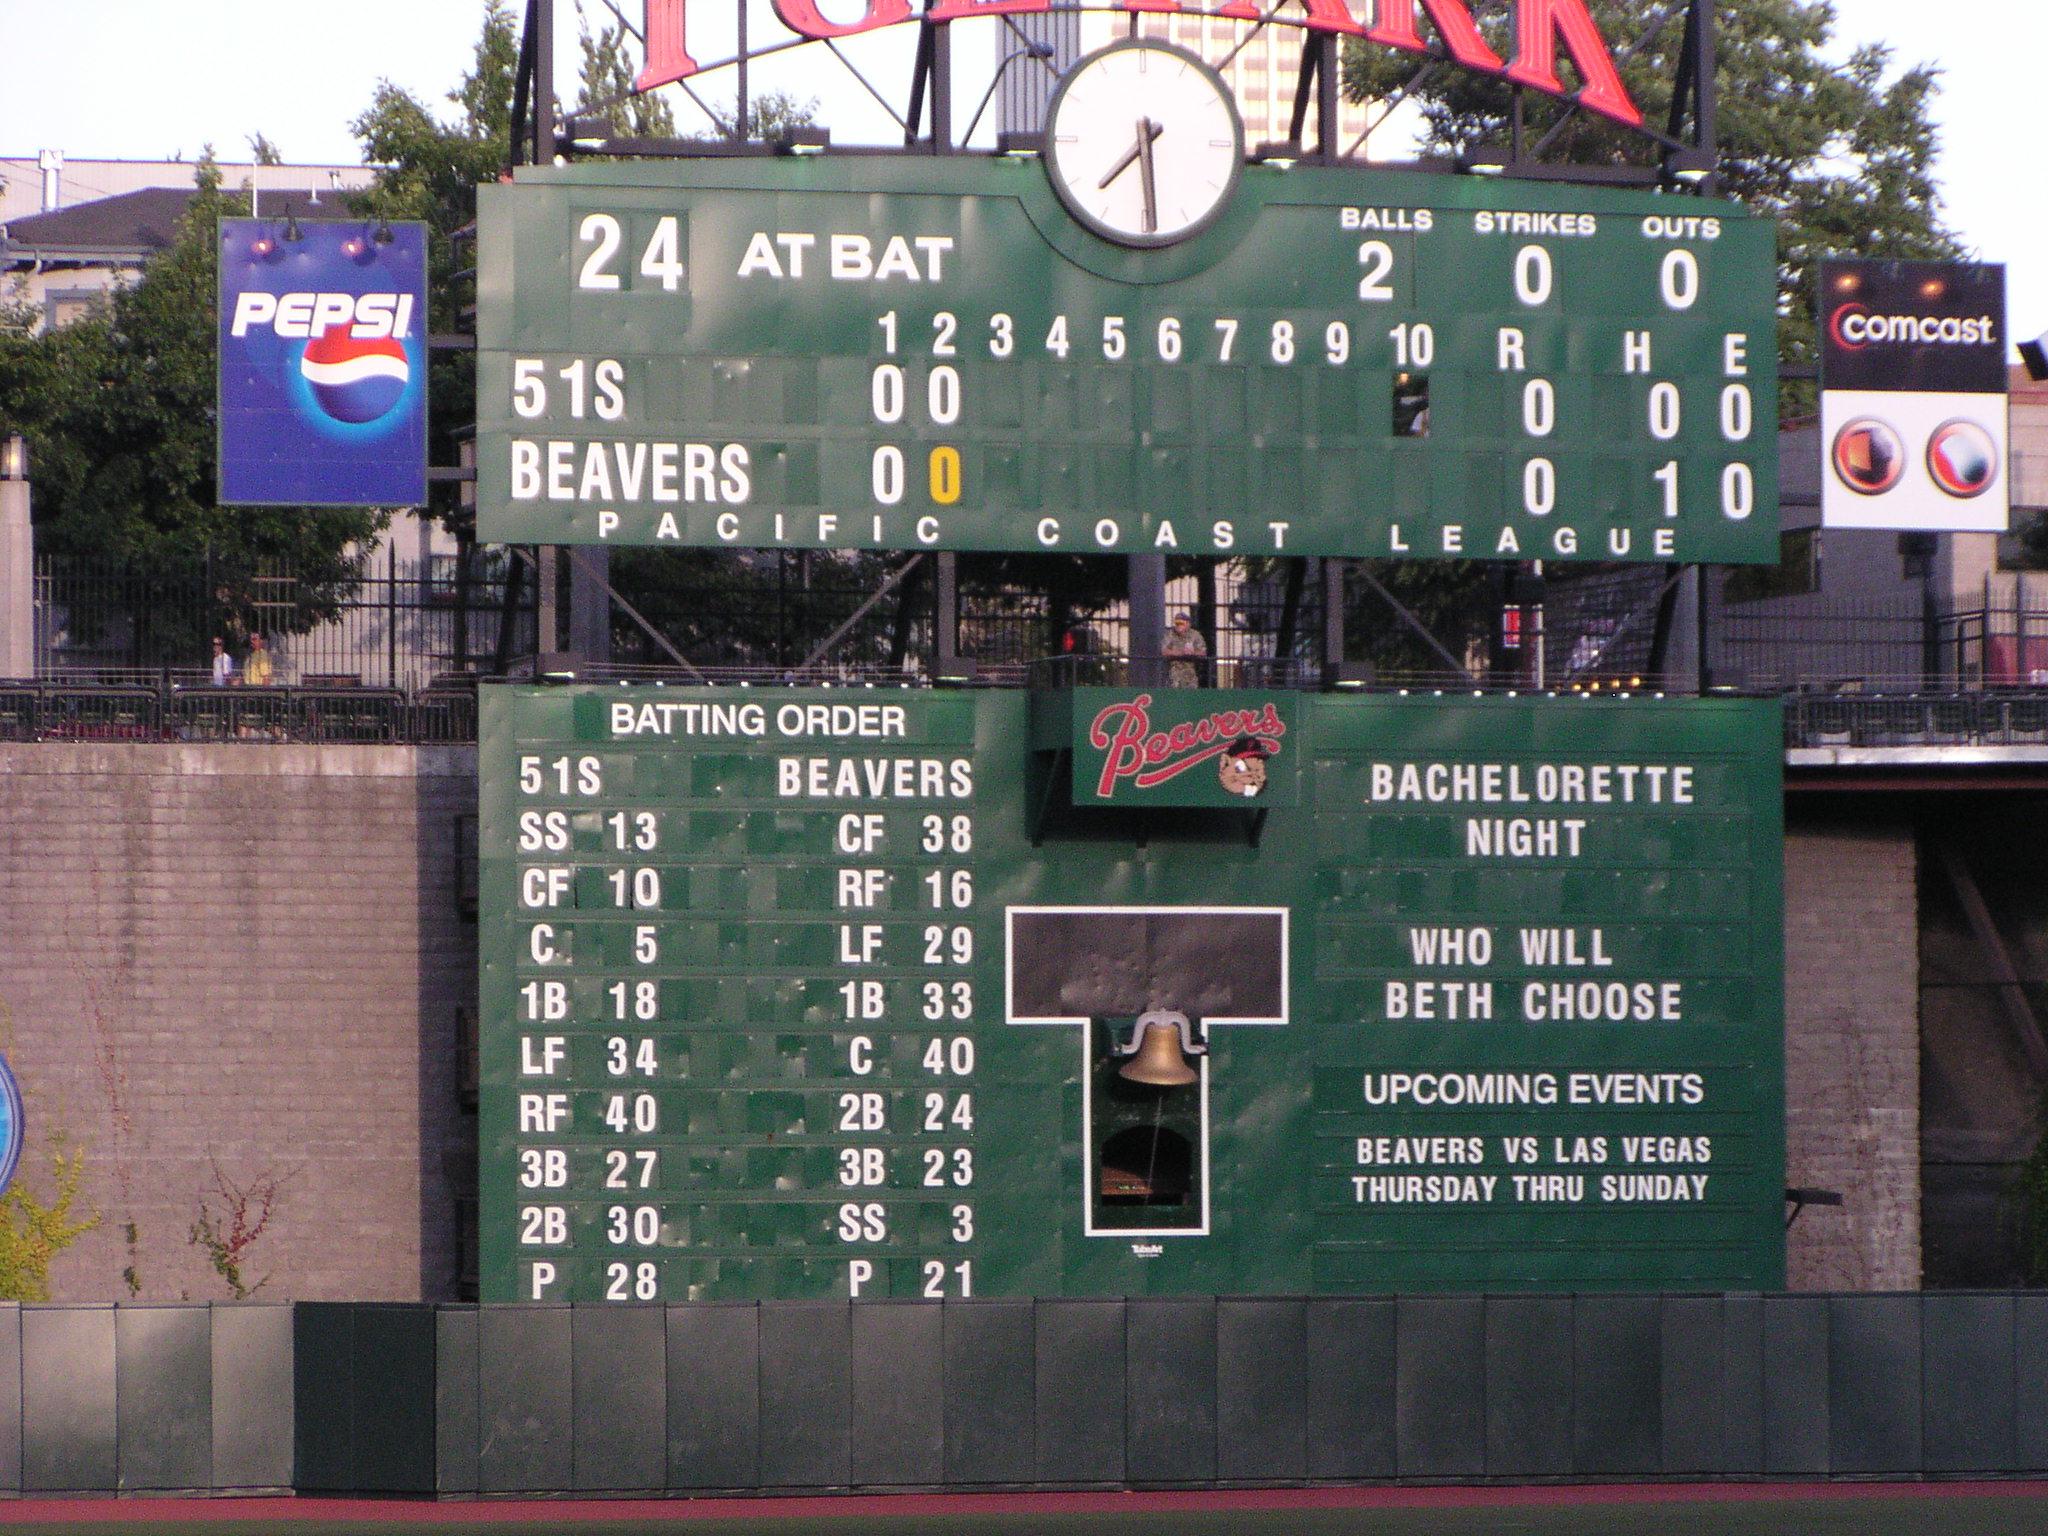 PGE PARK
24 AT BAT
BALLS STRIKES OUTS
2 0 0
1 2 3 4 5 6 7 8 9 10 R H E
51S 0 0 0 0 0
BEAVERS 0 0 0 1 0
PACIFIC COAST LEAGUE
PEPSI
comcast
BATTING ORDER
51S BEAVERS
SS 13 CF 38
CF 10 RF 16
C 5 LF 29
1B 18 1B 33
LF 34 C 40
RF 40 2B 24
3B 27 3B 23
2B 30 SS 3
P 28 P 21
Beavers
TubeArt
BACHELORETTE
NIGHT
WHO WILL
BETH CHOOSE
UPCOMING EVENTS
BEAVERS VS LAS VEGAS
THURSDAY THRU SUNDAY